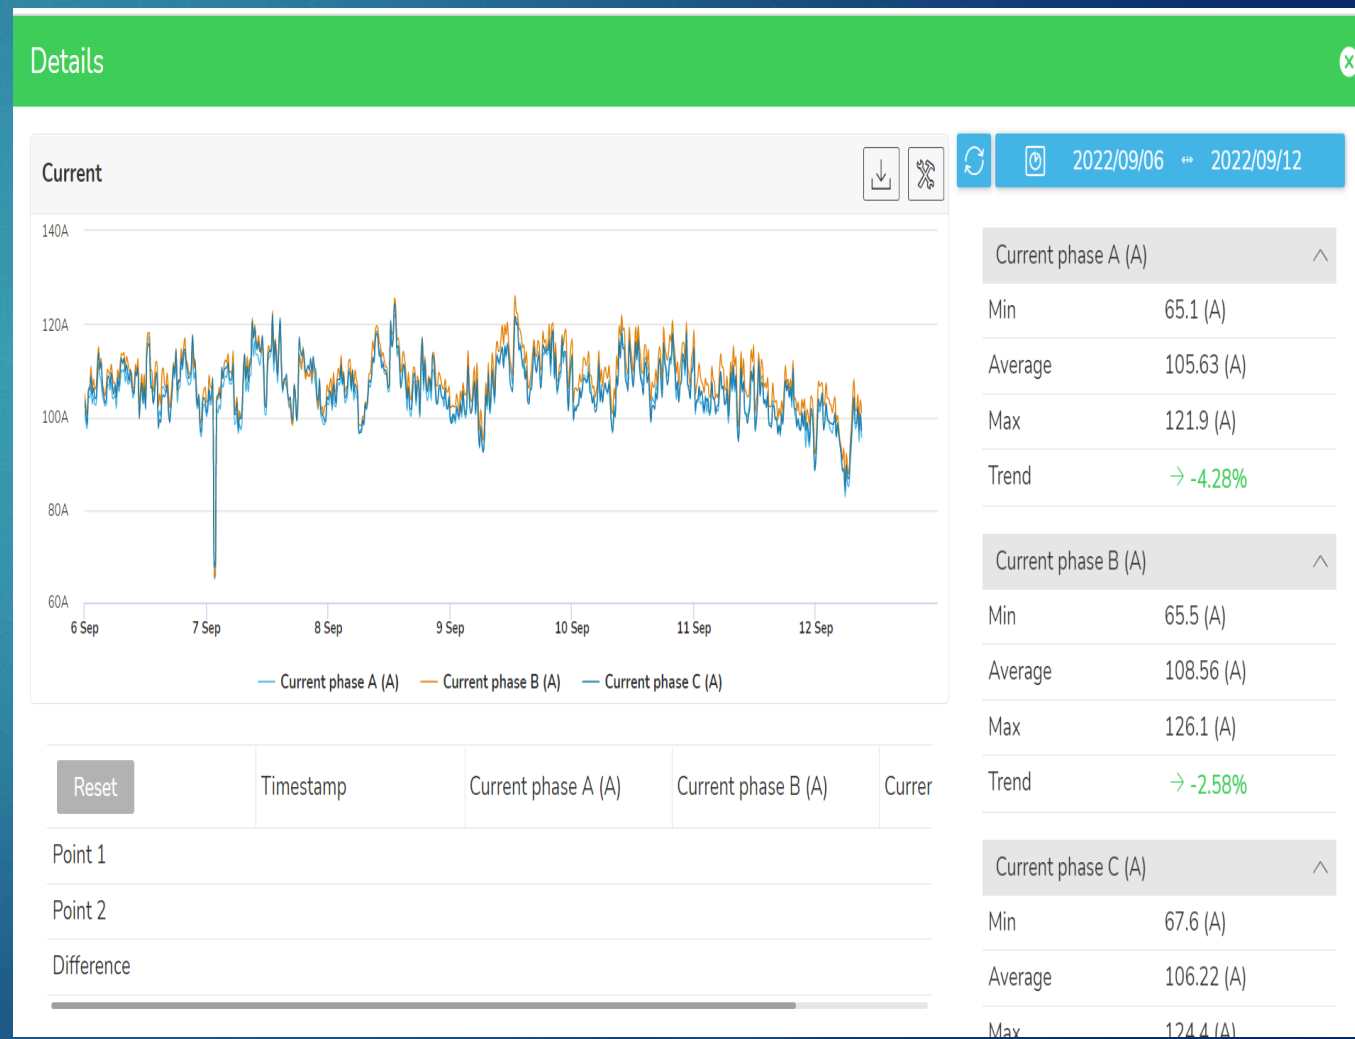 Details
Current
2022/09/06 ⇔ 2022/09/12
140A
120A
100A
80A
60A
6 Sep 7 Sep 8 Sep 9 Sep 10 Sep 11 Sep 12 Sep
Current phase A (A) Current phase B (A) Current phase C (A)
Reset Timestamp Current phase A (A) Current phase B (A) Currer
Point 1
Point 2
Difference
Current phase A (A)
Min 65.1 (A)
Average 105.63 (A)
Max 121.9 (A)
Trend → -4.28%
Current phase B (A)
Min 65.5 (A)
Average 108.56 (A)
Max 126.1 (A)
Trend → -2.58%
Current phase C (A)
Min 67.6 (A)
Average 106.22 (A)
Max 124.4 (A)